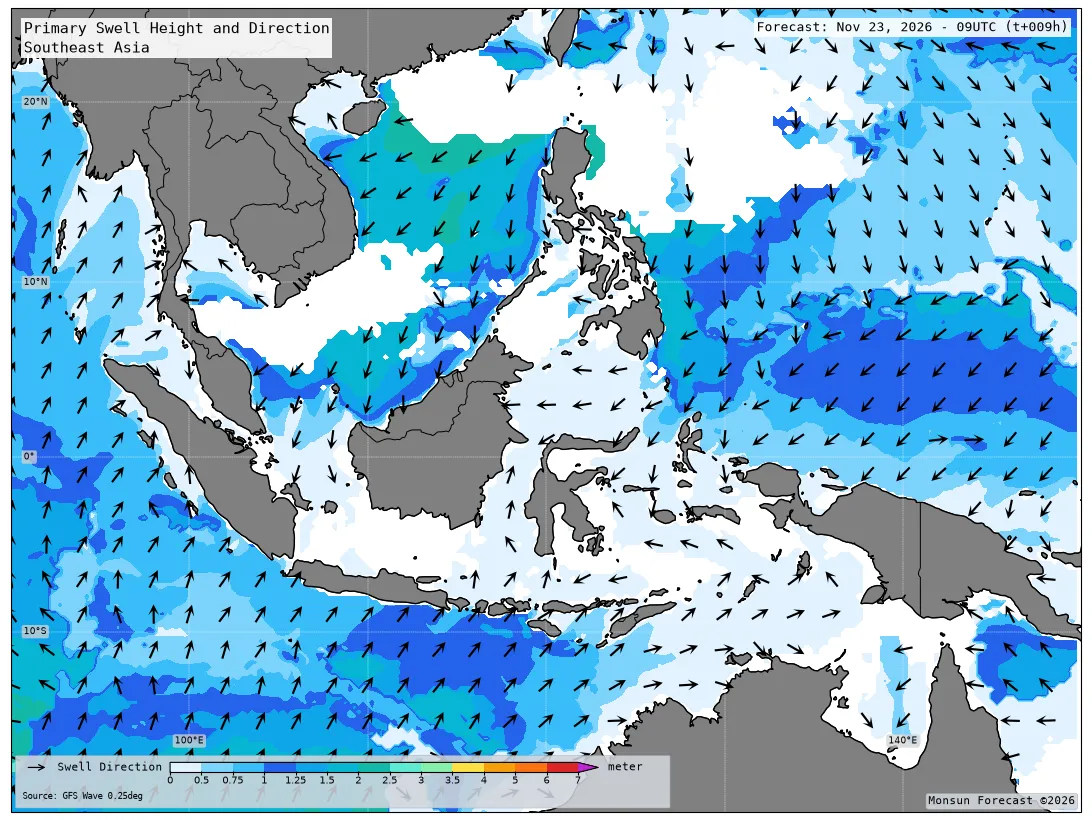 Primary Swell Height and Direction
Southeast Asia
Forecast: Nov 23, 2026 - 09UTC (t+009h)
20°N
10°N
0°
10°S
100°E
140°E
Swell Direction
0 0.5 0.75 1 1.25 1.5 2 2.5 3 3.5 4 5 6 7
meter
Source: GFS Wave 0.25deg
Monsun Forecast ©2026